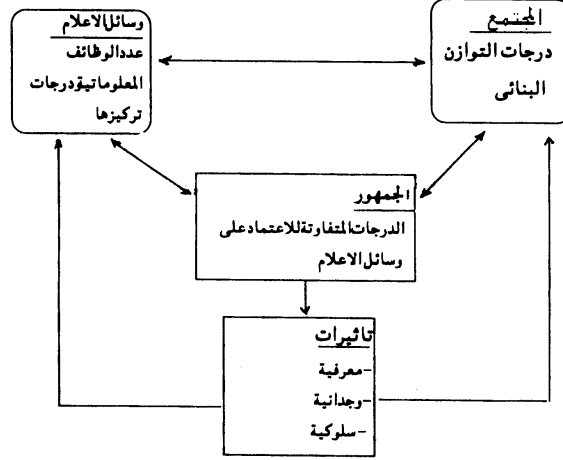 المجتمع
درجات التوازن
البنائى
وسائل الاعلام
عدد الوظائف
المعلوماتية ودرجات
تركيزها
الجمهور
الدرجات المتفاوتة للاعتماد على
وسائل الاعلام
تاثيرات
-معرفية
-وجدانية
-سلوكية